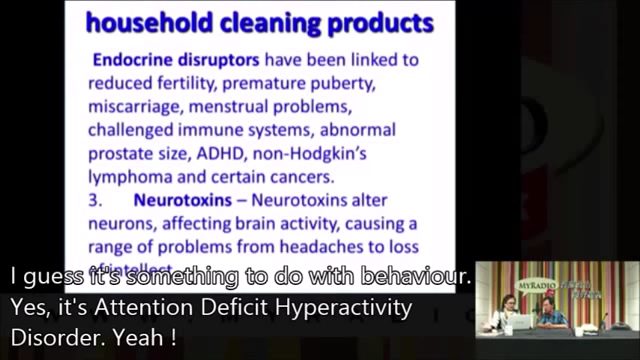 household cleaning products
Endocrine disruptors have been linked to
reduced fertility, premature puberty,
miscarriage, menstrual problems,
challenged immune systems, abnormal
prostate size, ADHD, non-Hodgkin's
lymphoma and certain cancers.
3. Neurotoxins – Neurotoxins alter
neurons, affecting brain activity, causing a
range of problems from headaches to loss
of intellect
I guess it's something to do with behaviour.
Yes, it's Attention Deficit Hyperactivity
Disorder. Yeah !
MYRADIO